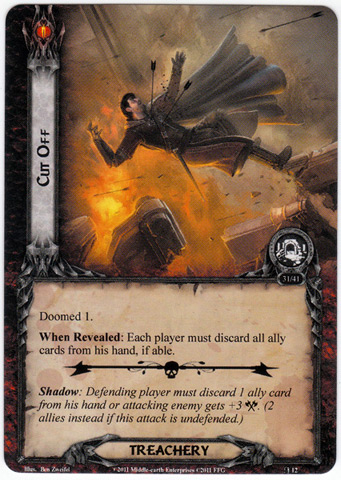 CUT OFF
31/41
Doomed 1.
When Revealed: Each player must discard all ally
cards from his hand, if able.
Shadow: Defending player must discard 1 ally card
from his hand or attacking enemy gets +3 . (2
allies instead if this attack is undefended.)
TREACHERY
Illus. Ben Zweifel
©2011 Middle-earth Enterprises ©2011 FFG